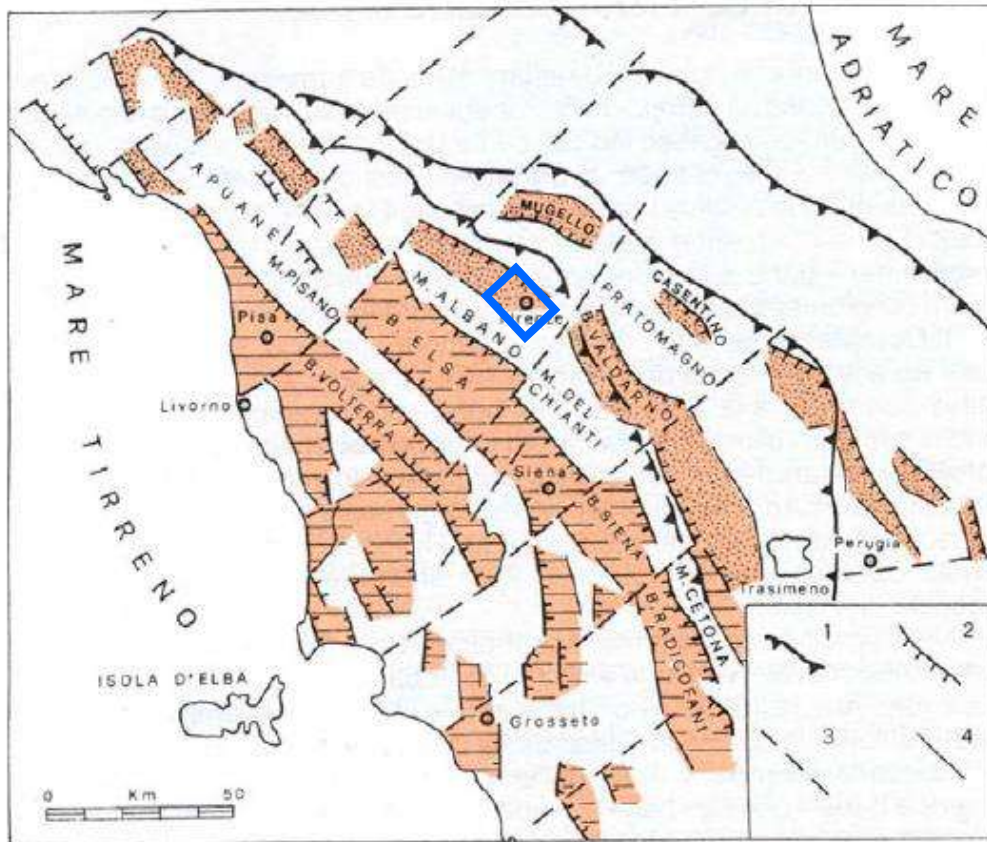 MARE
ADRIATICO
MARE TIRRENO
APUANE
M. PISANO
MUGELLO
CASENTINO
PRATOMAGNO
Firenze
M. ALBANO
B. ELSA
B. VALDARNO
M. DEL
CHIANTI
Pisa
B. VOLTERRA
Livorno
Siena
B. SIENA
Perugia
Trasimeno
M. CETONA
B. RADICOFANI
ISOLA D'ELBA
Grosseto
0 Km 50
1 2
3 4